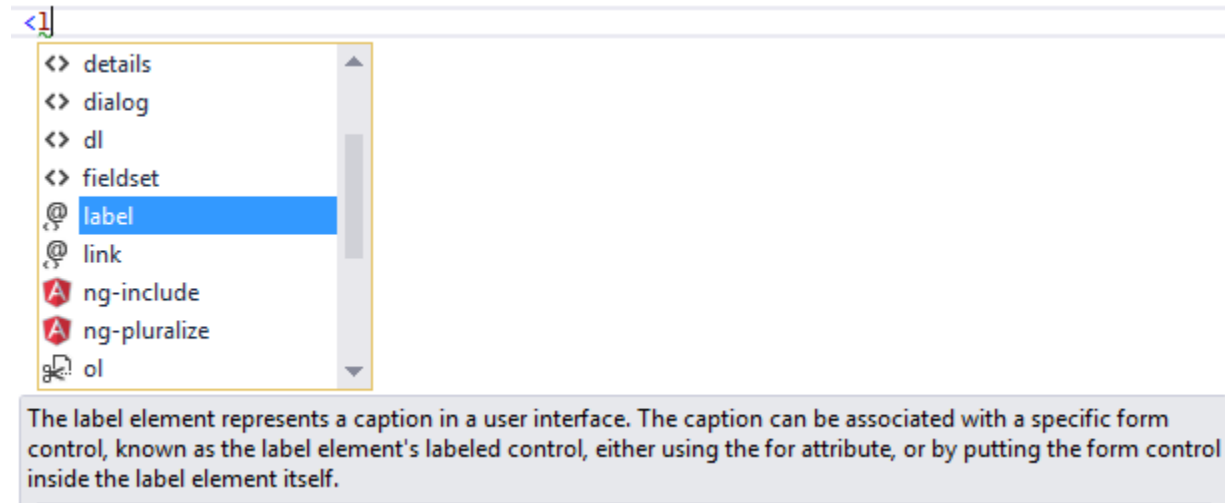 <l
<> details
<> dialog
<> dl
<> fieldset
label
link
ng-include
ng-pluralize
ol
The label element represents a caption in a user interface. The caption can be associated with a specific form
control, known as the label element's labeled control, either using the for attribute, or by putting the form control
inside the label element itself.